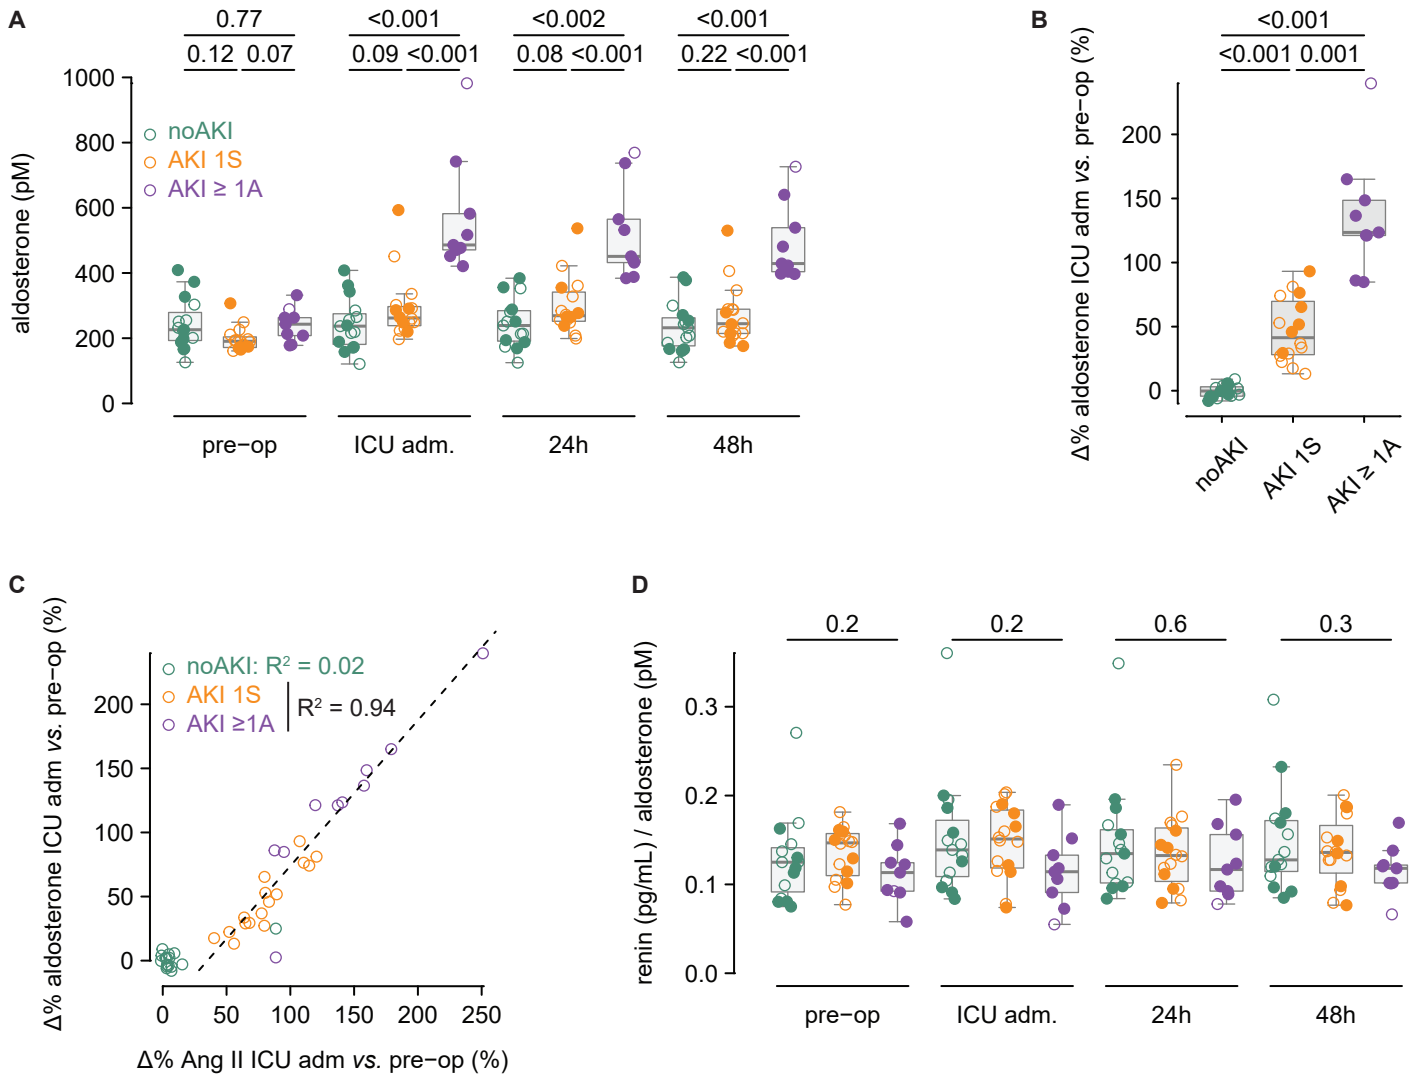 A
0.77 <0.001 <0.002 <0.001
0.12 0.07 0.09 <0.001 0.08 <0.001 0.22 <0.001
1000
800
600
400
200
0
aldosterone (pM)
noAKI
AKI 1S
AKI ≥ 1A
pre−op ICU adm. 24h 48h
B
<0.001
<0.001 0.001
200
150
100
50
0
Δ% aldosterone ICU adm vs. pre−op (%)
noAKI AKI 1S AKI ≥ 1A
C
Δ% aldosterone ICU adm vs. pre−op (%)
noAKI: R² = 0.02
AKI 1S
AKI ≥1A
R² = 0.94
200
150
100
50
0
0 50 100 150 200 250
Δ% Ang II ICU adm vs. pre−op (%)
D
0.2 0.2 0.6 0.3
0.3
0.2
0.1
0.0
renin (pg/mL) / aldosterone (pM)
pre−op ICU adm. 24h 48h